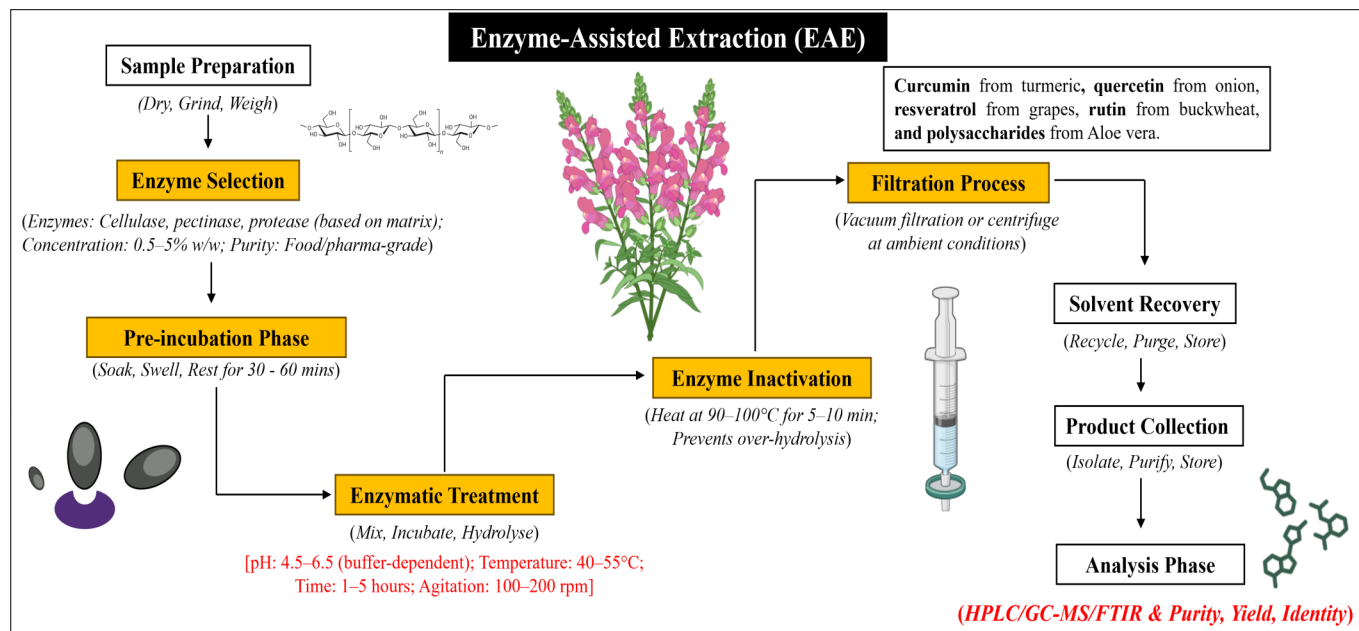 Enzyme-Assisted Extraction (EAE)
Sample Preparation
(Dry, Grind, Weigh)
Enzyme Selection
(Enzymes: Cellulase, pectinase, protease (based on matrix);
Concentration: 0.5–5% w/w; Purity: Food/pharma-grade)
Pre-incubation Phase
(Soak, Swell, Rest for 30 - 60 mins)
Enzymatic Treatment
(Mix, Incubate, Hydrolyse)
[pH: 4.5–6.5 (buffer-dependent); Temperature: 40–55°C;
Time: 1–5 hours; Agitation: 100–200 rpm]
Enzyme Inactivation
(Heat at 90–100°C for 5–10 min;
Prevents over-hydrolysis)
Curcumin from turmeric, quercetin from onion,
resveratrol from grapes, rutin from buckwheat,
and polysaccharides from Aloe vera.
Filtration Process
(Vacuum filtration or centrifuge
at ambient conditions)
Solvent Recovery
(Recycle, Purge, Store)
Product Collection
(Isolate, Purify, Store)
Analysis Phase
(HPLC/GC-MS/FTIR & Purity, Yield, Identity)